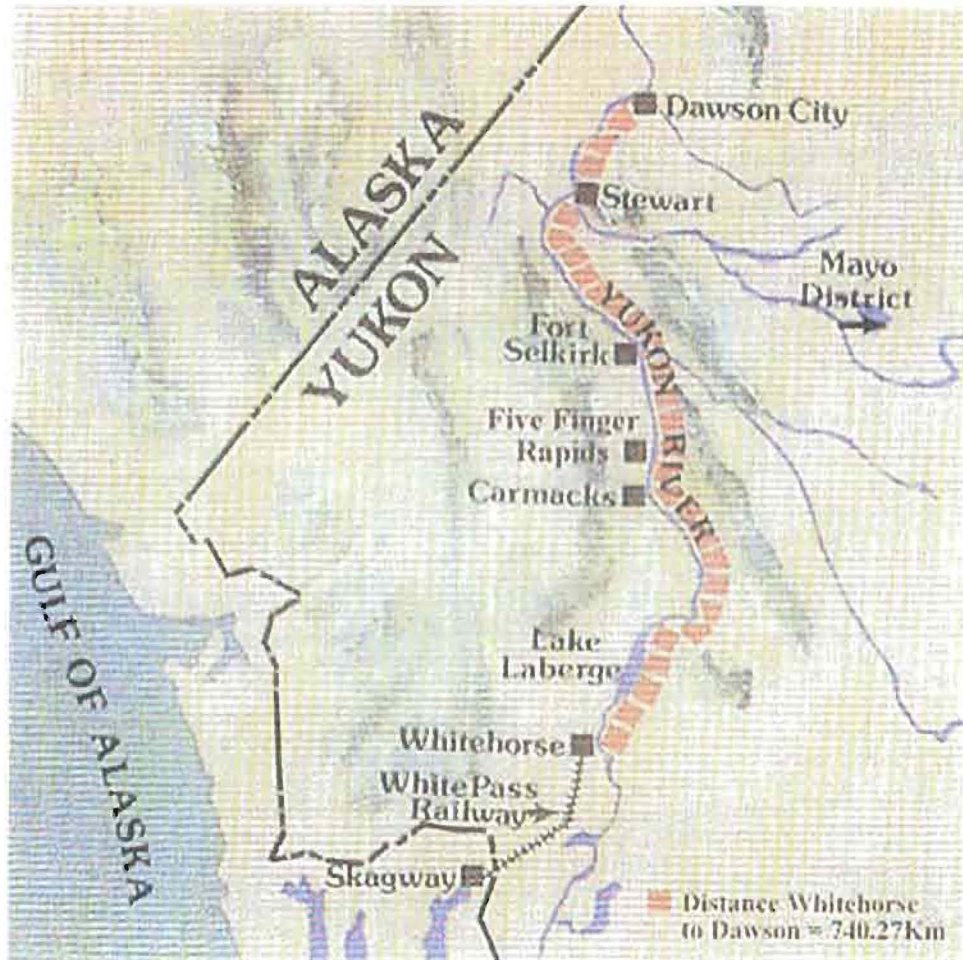 Dawson City
ALASKA
Stewart
YUKON
Mayo
District
YUKON RIVER
Fort
Selkirk
Five Finger
Rapids
Carmacks
GULF OF ALASKA
Lake
Laberge
Whitehorse
White Pass
Railway
Skagway
Distance Whitehorse
to Dawson = 740.27Km